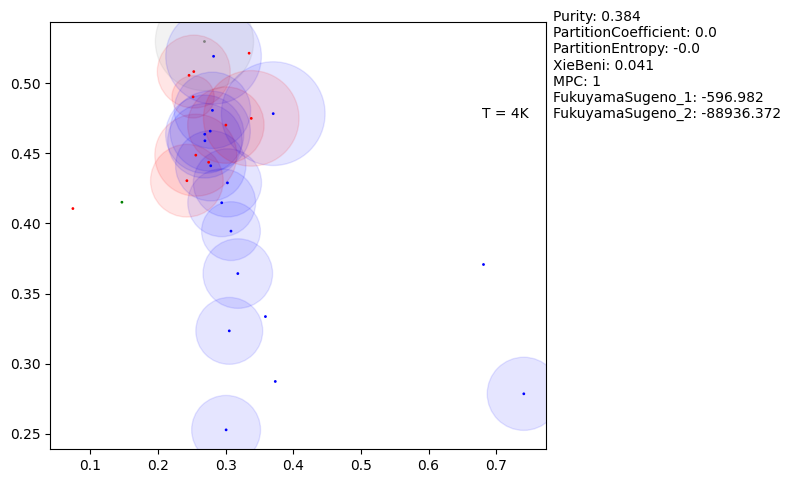 Purity: 0.384
PartitionCoefficient: 0.0
PartitionEntropy: -0.0
XieBeni: 0.041
MPC: 1
FukuyamaSugeno_1: -596.982
FukuyamaSugeno_2: -88936.372
T = 4K
0.50
0.45
0.40
0.35
0.30
0.25
0.1 0.2 0.3 0.4 0.5 0.6 0.7